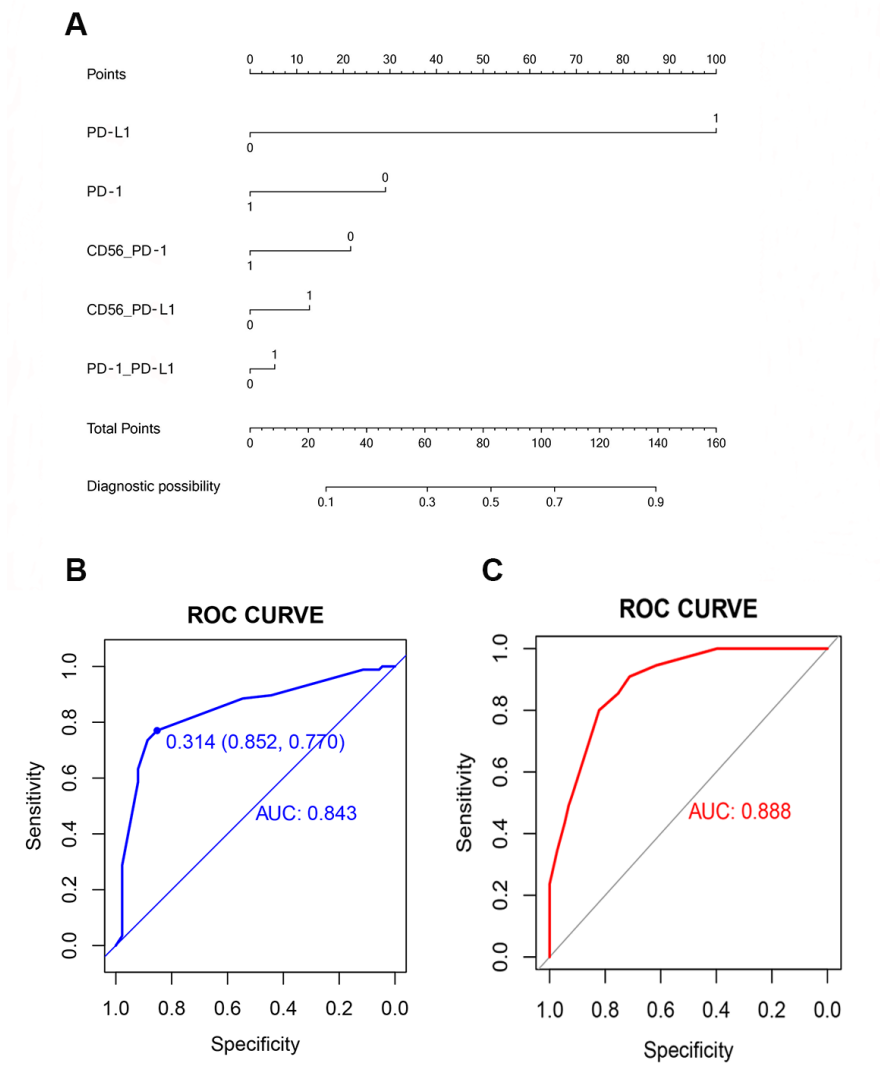 A
0 10 20 30 40 50 60 70 80 90 100
Points
1
PD-L1
0
0
PD-1
1
0
CD56_PD-1
1
1
CD56_PD-L1
0
1
PD-1_PD-L1
0
Total Points
0 20 40 60 80 100 120 140 160
Diagnostic possibility
0.1 0.3 0.5 0.7 0.9
B
ROC CURVE
Sensitivity
1.0
0.8
0.6
0.4
0.2
0.0
0.314 (0.852, 0.770)
AUC: 0.843
1.0 0.8 0.6 0.4 0.2 0.0
Specificity
C
ROC CURVE
Sensitivity
1.0
0.8
0.6
0.4
0.2
0.0
AUC: 0.888
1.0 0.8 0.6 0.4 0.2 0.0
Specificity